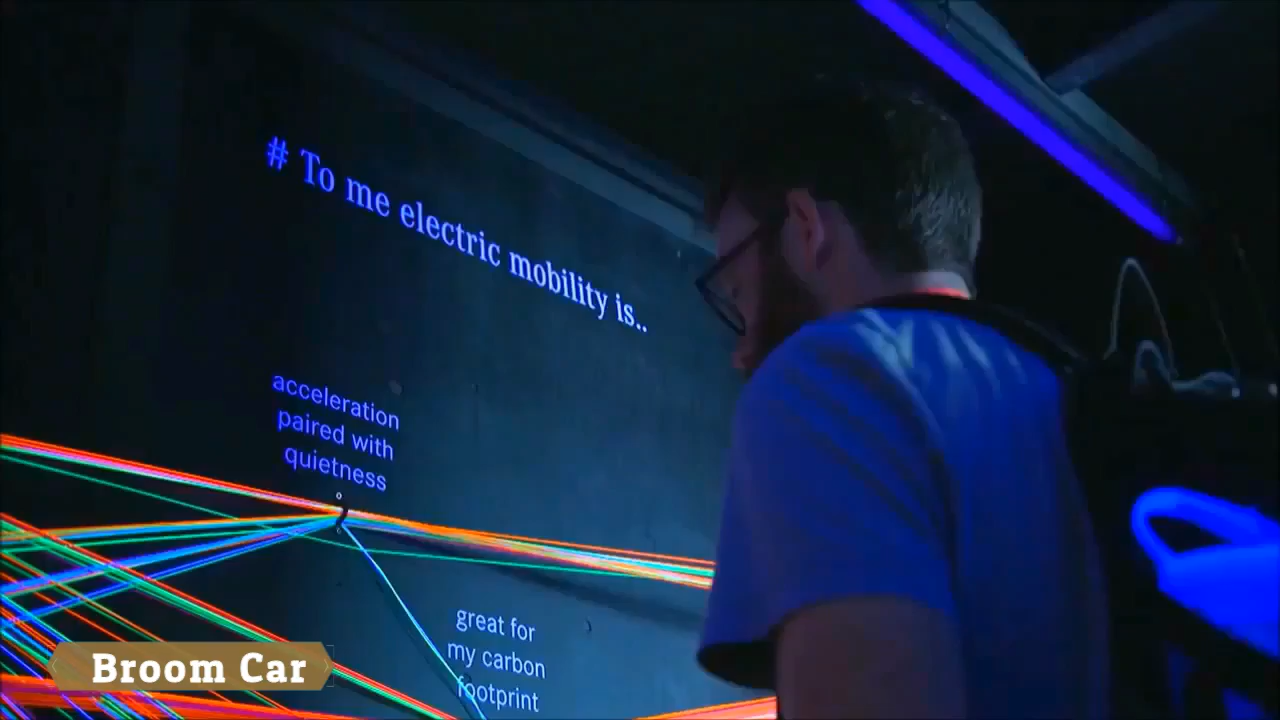 # To me electric mobility is..
acceleration
paired with
quietness
great for
my carbon
footprint
Broom Car